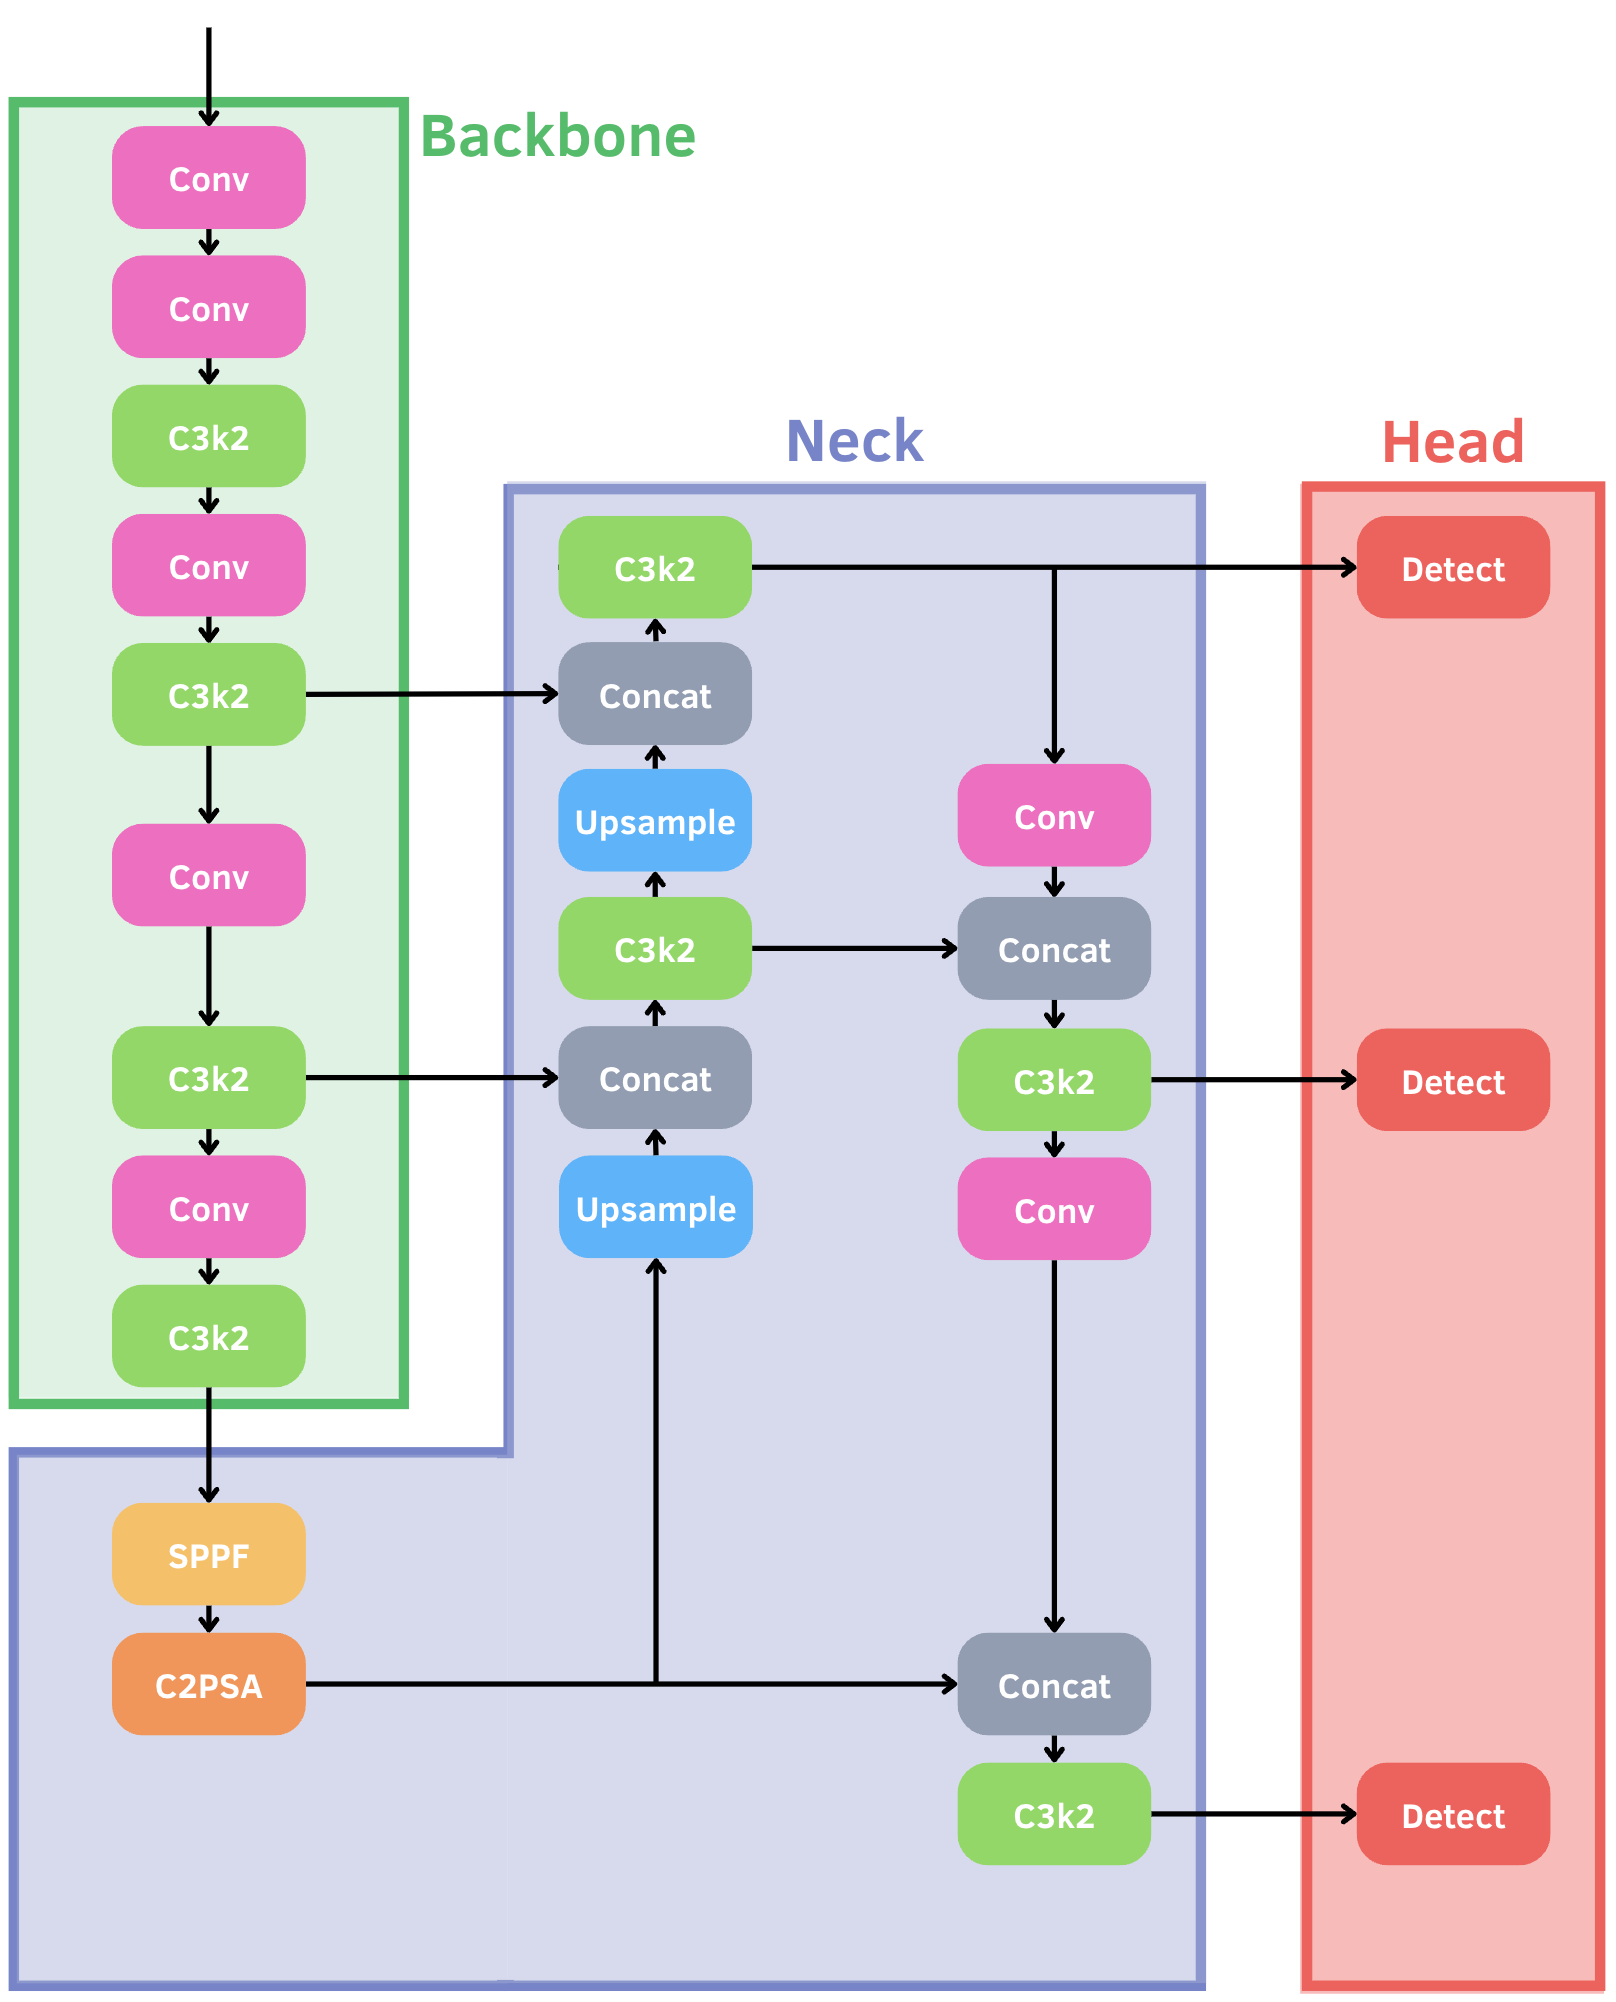 Backbone
Conv
Conv
C3k2
Conv
C3k2
Conv
C3k2
Conv
C3k2
Neck
SPPF
C2PSA
C3k2
Concat
Upsample
C3k2
Concat
Upsample
Conv
Concat
C3k2
Conv
Concat
C3k2
Head
Detect
Detect
Detect